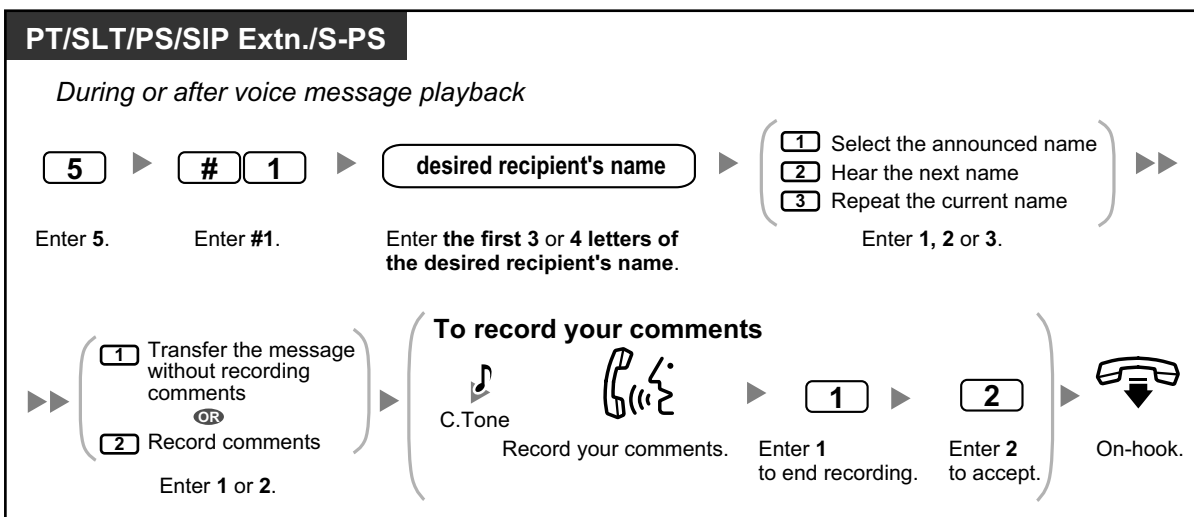 PT/SLT/PS/SIP Extn./S-PS
During or after voice message playback
5
# 1
desired recipient's name
1 Select the announced name
2 Hear the next name
3 Repeat the current name
Enter 5.
Enter #1.
Enter the first 3 or 4 letters of
the desired recipient's name.
Enter 1, 2 or 3.
1 Transfer the message
without recording
comments
OR
2 Record comments
Enter 1 or 2.
To record your comments
C.Tone
Record your comments.
1
Enter 1
to end recording.
2
Enter 2
to accept.
On-hook.